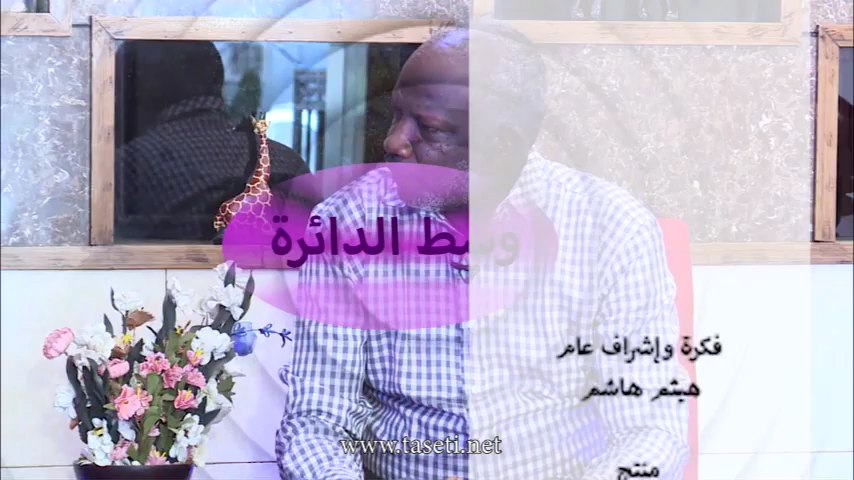 وسط الدائرة
فكرة وإشراف عام
هيثم هاشم
منتج
www.taseti.net